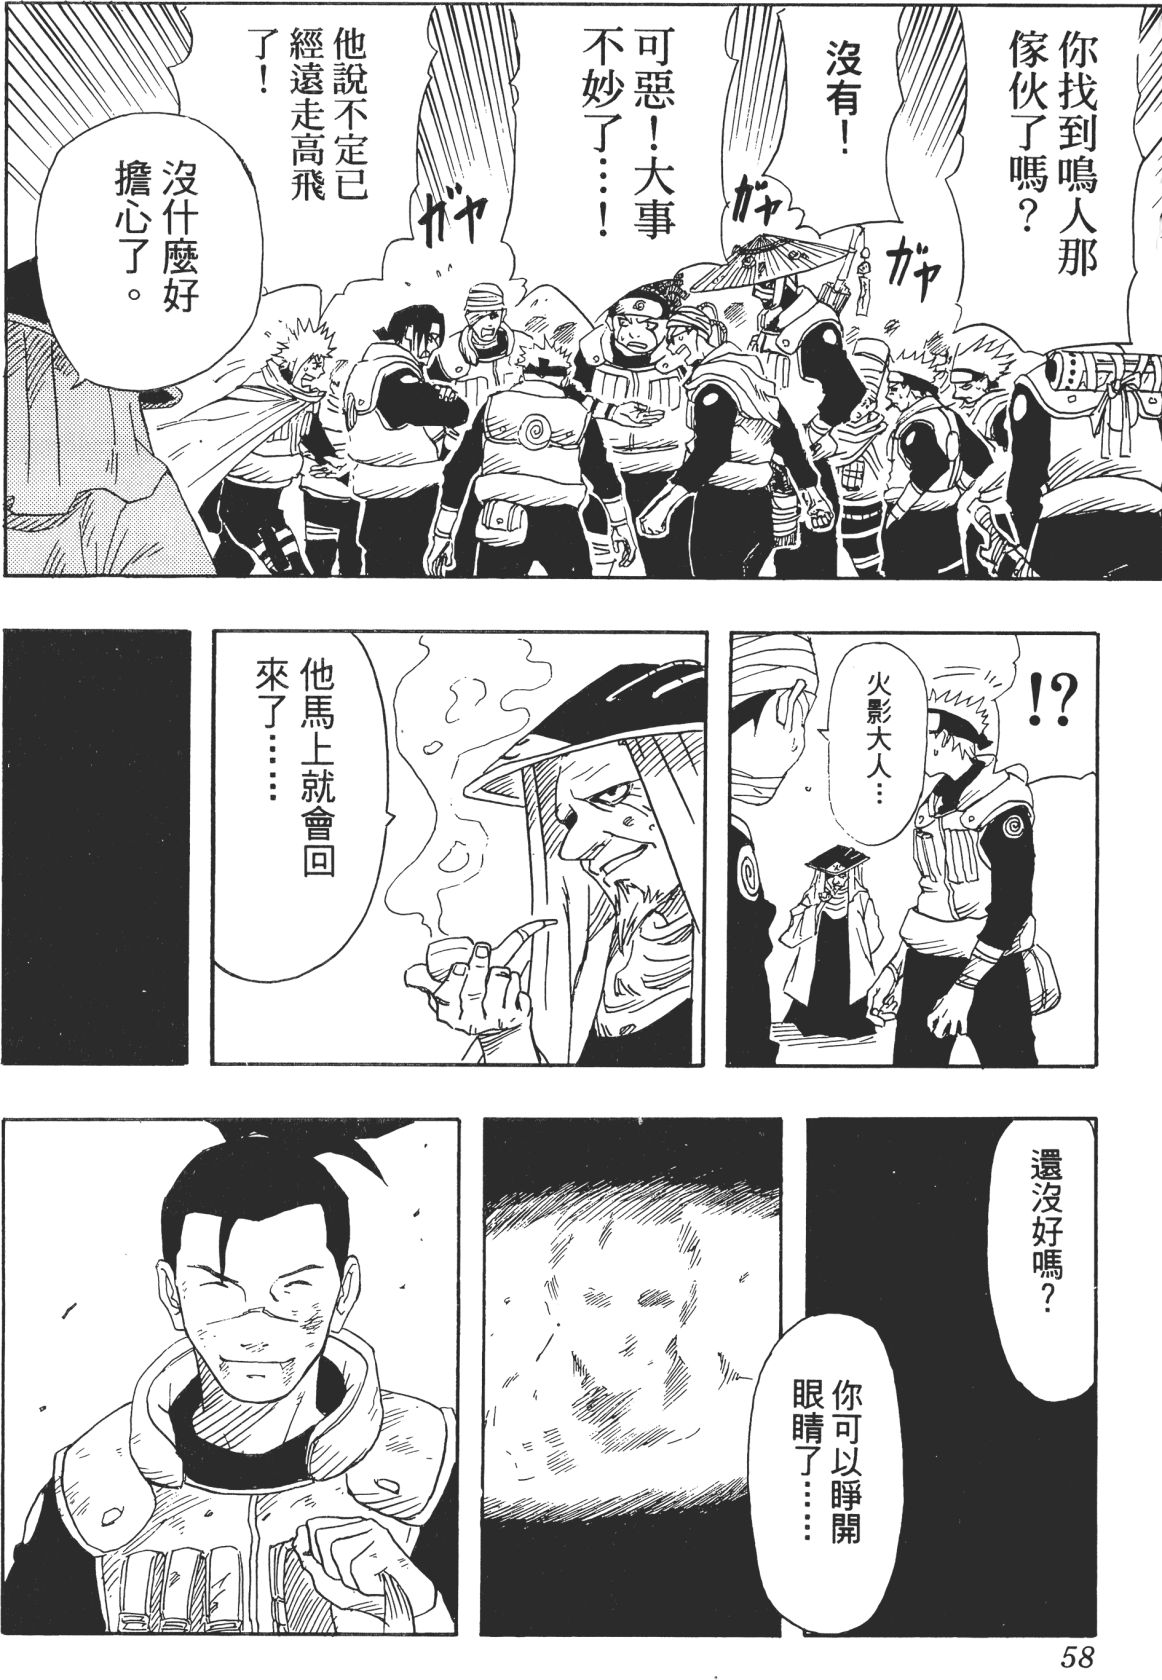 你找到鳴人那
傢伙了嗎？
沒有！
可惡！大事
不妙了……！
他說不定已
經遠走高飛
了！
沒什麼好
擔心了。
ガヤ
ガヤ
ガヤ
!?
火影大人…
他馬上就會回
來了……
還沒好嗎？
你可以睜開
眼睛了……
58